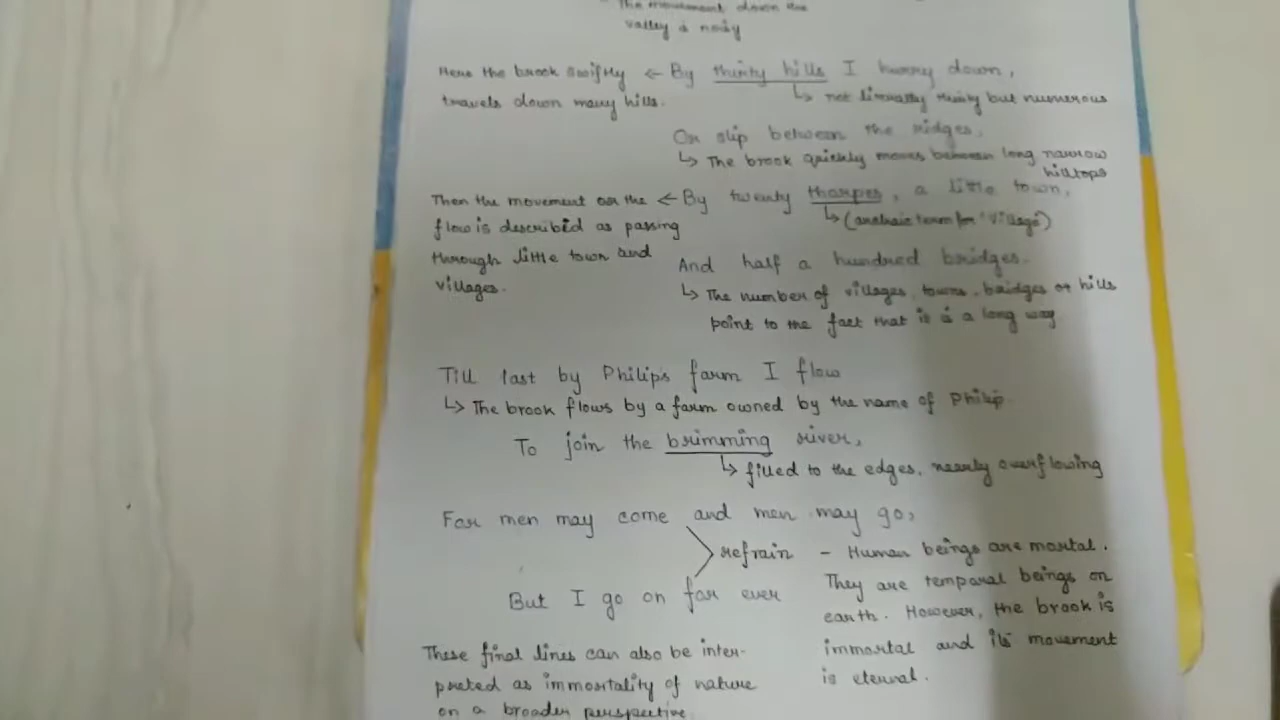 The movement down the
valley is noisy
Here the brook swiftly ← By thirty hills I hurry down,
travels down many hills. ↳ not literally thirty but numerous
Or slip between the ridges,
↳ The brook quickly moves between long narrow
hilltops
Then the movement or the ← By twenty thorpes, a little town,
flow is described as passing ↳ (archaic term for 'village')
through little town and
villages.
And half a hundred bridges.
↳ The number of villages, towns, bridges or hills
point to the fact that it is a long way
Till last by Philip's farm I flow
↳ The brook flows by a farm owned by the name of Philip.
To join the brimming river,
↳ filled to the edges, nearly overflowing
For men may come and men may go,
refrain - Human beings are mortal.
They are temporal beings on
But I go on for ever
earth. However, the brook is
immortal and its movement
is eternal.
These final lines can also be inter-
preted as immortality of nature
on a broader perspective.